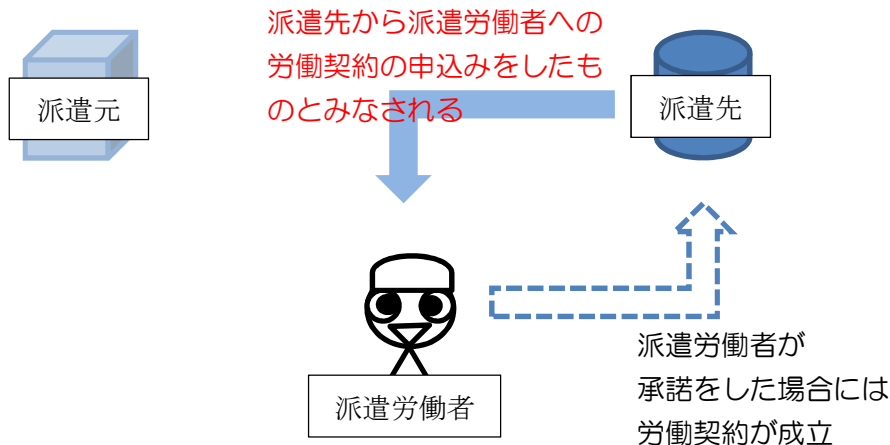 派遣先から派遣労働者への
労働契約の申込みをしたも
のとみなされる
派遣元
派遣先
派遣労働者
派遣労働者が
承諾をした場合には
労働契約が成立